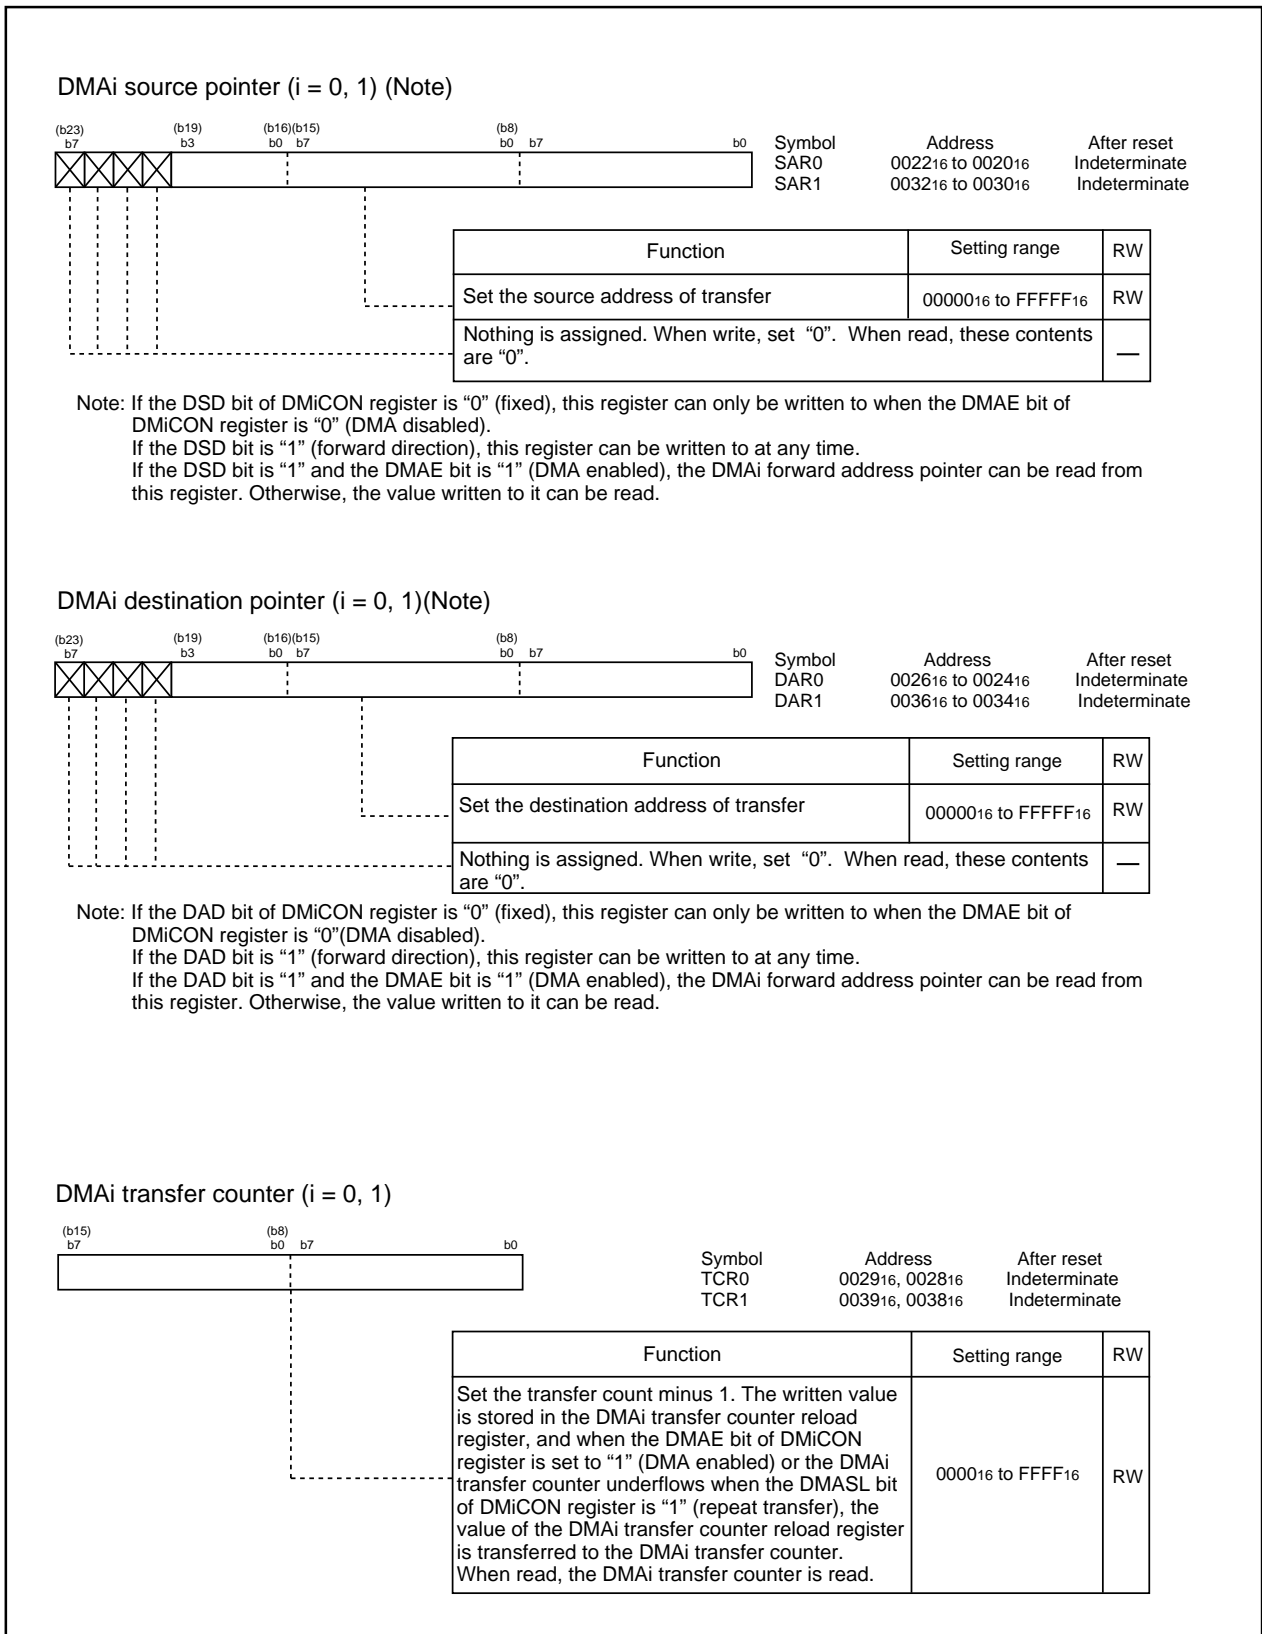 DMAi source pointer (i = 0, 1) (Note)
(b23) (b19) (b16)(b15) (b8)
b7 b3 b0 b7 b0 b7 b0
Symbol Address After reset
SAR0 002216 to 002016 Indeterminate
SAR1 003216 to 003016 Indeterminate
Function Setting range RW
Set the source address of transfer 0000016 to FFFFF16 RW
Nothing is assigned. When write, set “0”. When read, these contents
are “0”. —
Note: If the DSD bit of DMiCON register is “0” (fixed), this register can only be written to when the DMAE bit of
DMiCON register is “0” (DMA disabled).
If the DSD bit is “1” (forward direction), this register can be written to at any time.
If the DSD bit is “1” and the DMAE bit is “1” (DMA enabled), the DMAi forward address pointer can be read from
this register. Otherwise, the value written to it can be read.
DMAi destination pointer (i = 0, 1)(Note)
(b23) (b19) (b16)(b15) (b8)
b7 b3 b0 b7 b0 b7 b0
Symbol Address After reset
DAR0 002616 to 002416 Indeterminate
DAR1 003616 to 003416 Indeterminate
Function Setting range RW
Set the destination address of transfer 0000016 to FFFFF16 RW
Nothing is assigned. When write, set “0”. When read, these contents
are “0”. —
Note: If the DAD bit of DMiCON register is “0” (fixed), this register can only be written to when the DMAE bit of
DMiCON register is “0”(DMA disabled).
If the DAD bit is “1” (forward direction), this register can be written to at any time.
If the DAD bit is “1” and the DMAE bit is “1” (DMA enabled), the DMAi forward address pointer can be read from
this register. Otherwise, the value written to it can be read.
DMAi transfer counter (i = 0, 1)
(b15) (b8)
b7 b0 b7 b0
Symbol Address After reset
TCR0 002916, 002816 Indeterminate
TCR1 003916, 003816 Indeterminate
Function Setting range RW
Set the transfer count minus 1. The written value
is stored in the DMAi transfer counter reload
register, and when the DMAE bit of DMiCON
register is set to “1” (DMA enabled) or the DMAi
transfer counter underflows when the DMASL bit 000016 to FFFF16 RW
of DMiCON register is “1” (repeat transfer), the
value of the DMAi transfer counter reload register
is transferred to the DMAi transfer counter.
When read, the DMAi transfer counter is read.